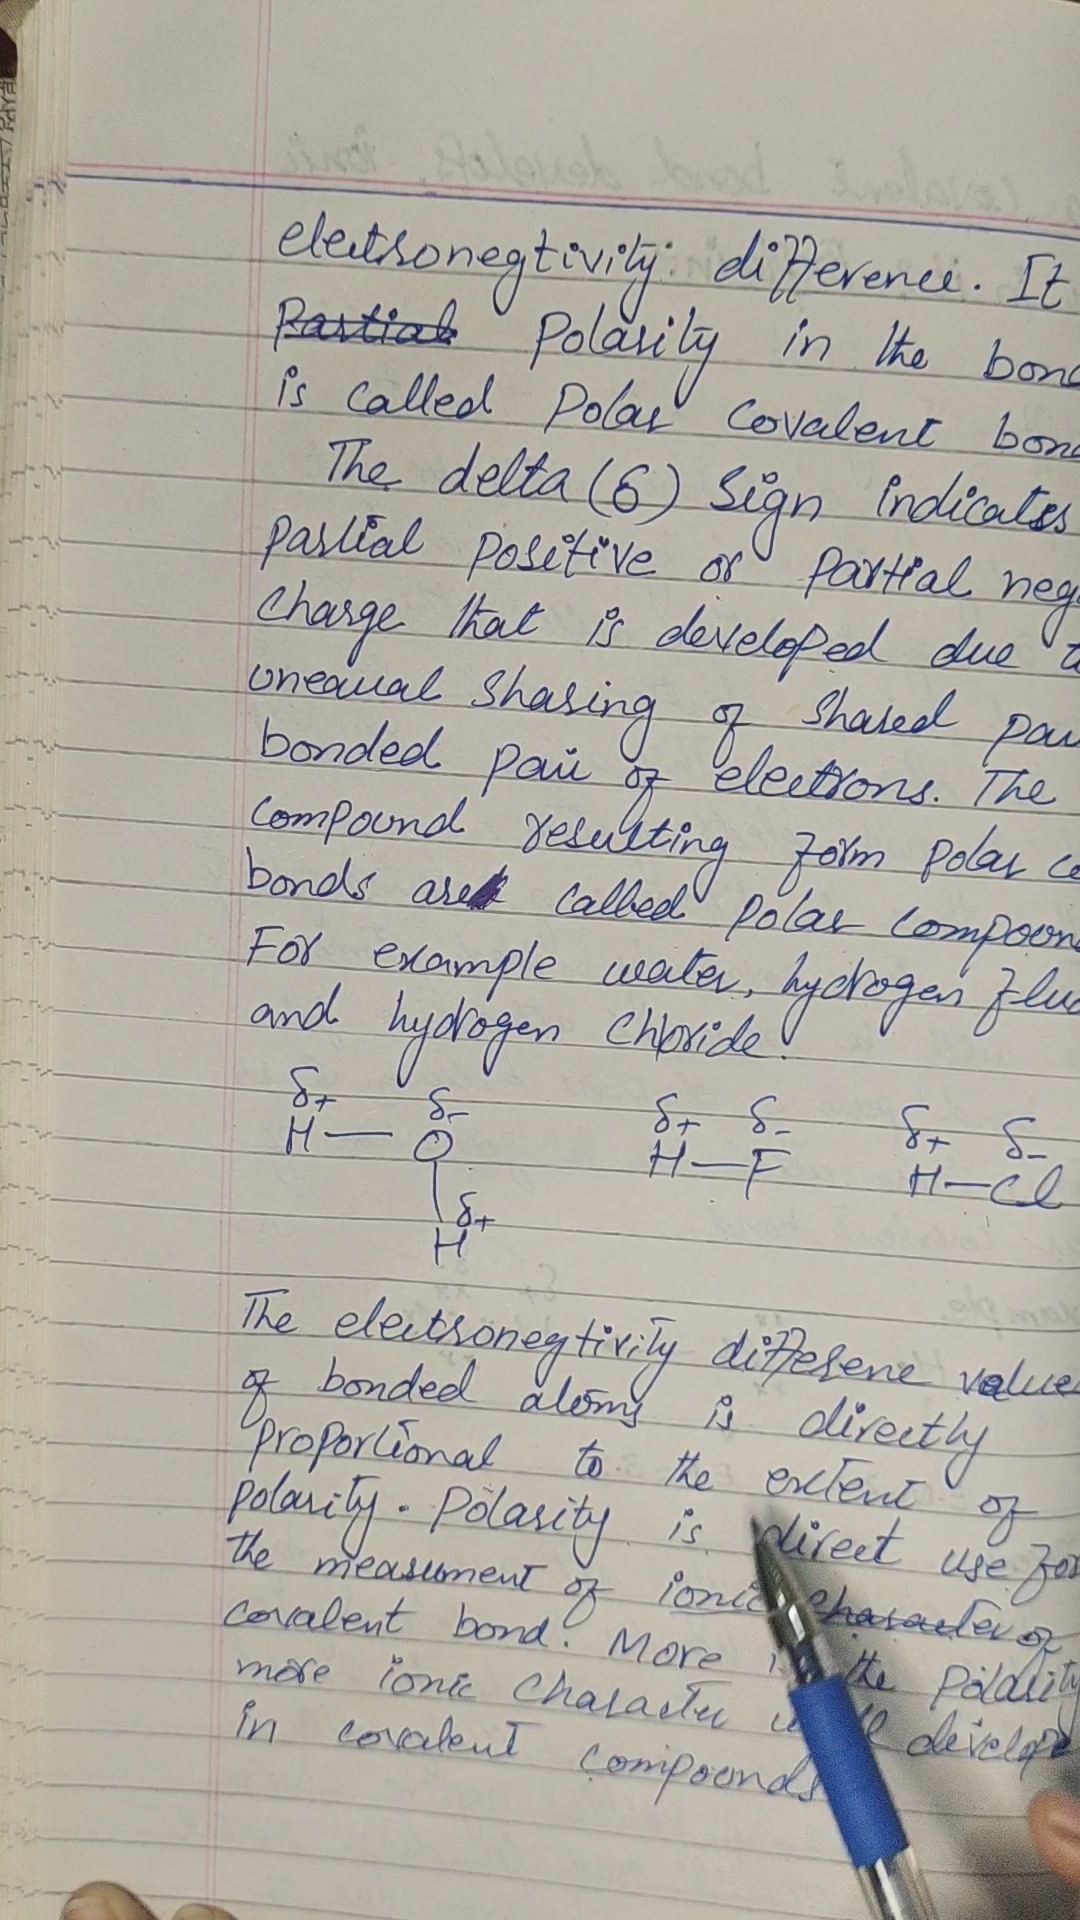 electronegtivity difference. It
Partial Polarity in the bon
is called Polar Covalent bon
The delta (δ) Sign indicates
partial positive or partial neg
charge that is developed due t
unequal sharing of shared pai
bonded pair of electrons. The
compound resulting form polar c
bonds are called polar compoun
For example water, hydrogen flu
and hydrogen chloride.
δ+ δ- δ+ δ- δ+ δ-
H—O H—F H—Cl
δ+
H
The electronegtivity differene value
of bonded atoms is directly
proportional to the extent of
polarity. Polarity is direct use for
the measument of ionic character of
covalent bond. More the polarity
more ionic character develop
in covalent compounds